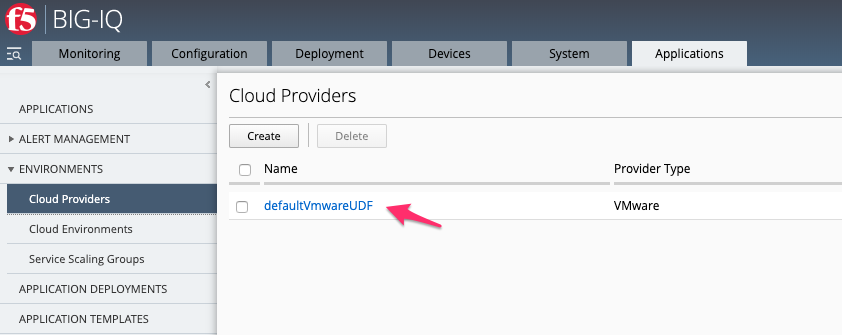 f5 BIG-IQ
Monitoring Configuration Deployment Devices System Applications
APPLICATIONS
ALERT MANAGEMENT
ENVIRONMENTS
Cloud Providers
Cloud Environments
Service Scaling Groups
APPLICATION DEPLOYMENTS
APPLICATION TEMPLATES
Cloud Providers
Create Delete
Name Provider Type
defaultVmwareUDF VMware